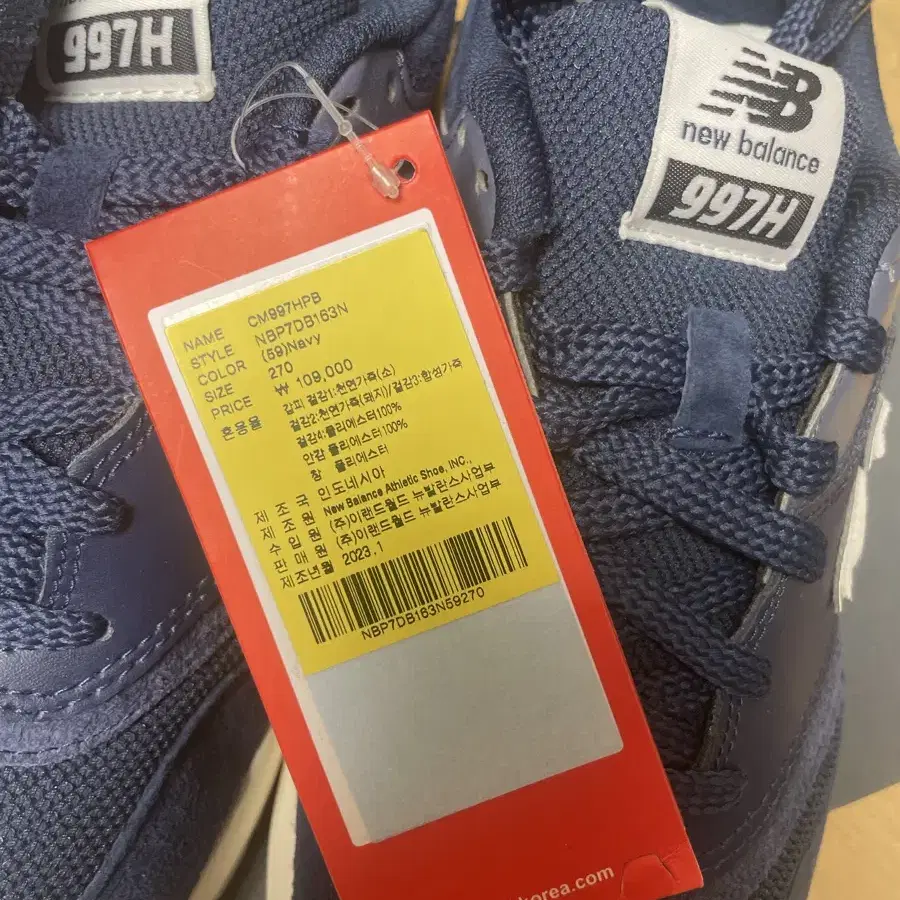 997H
new balance
997H
NAME CM997HPB
STYLE NBP7DB163N
COLOR (59)Navy
SIZE 270
PRICE ₩ 109,000
혼용율 갑피 겉감1:천연가죽(소)
겉감2:천연가죽(돼지)/겉감3:합성가죽
겉감4:폴리에스터100%
안감 폴리에스터100%
창 폴리에스터
제 조 국 인도네시아
제 조 원 New Balance Athletic Shoe, INC.,
수 입 원 (주)이랜드월드 뉴발란스사업부
판 매 원 (주)이랜드월드 뉴발란스사업부
제조년월 2023.1
NBP7DB163N59270
korea.com